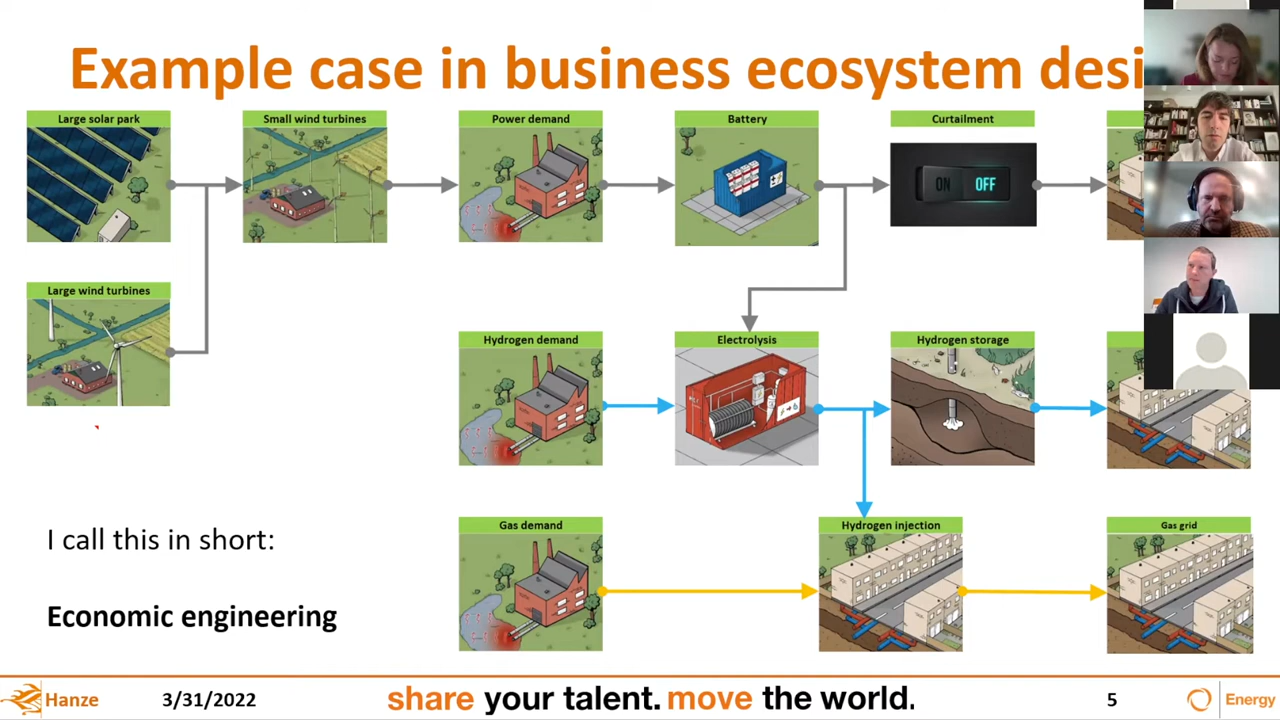 Example case in business ecosystem desi
Large solar park
Small wind turbines
Power demand
Battery
Curtailment
ON OFF
Large wind turbines
Hydrogen demand
Electrolysis
Hydrogen storage
I call this in short:
Economic engineering
Gas demand
Hydrogen injection
Gas grid
Hanze
3/31/2022
share your talent. move the world.
5
Energy